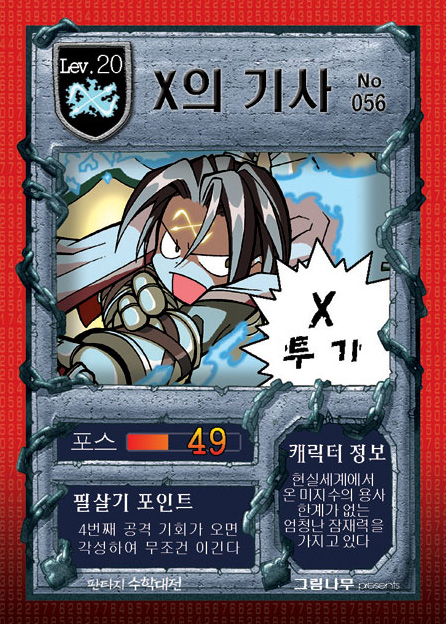 Lev. 20
X의 기사
No
056
X
투 기
포스 49
캐릭터 정보
현실세계에서
온 미지수의 용사
한계가 없는
엄청난 잠재력을
가지고 있다
필살기 포인트
4번째 공격 기회가 오면
각성하여 무조건 이긴다
판타지 수학대전
그림나무 presents